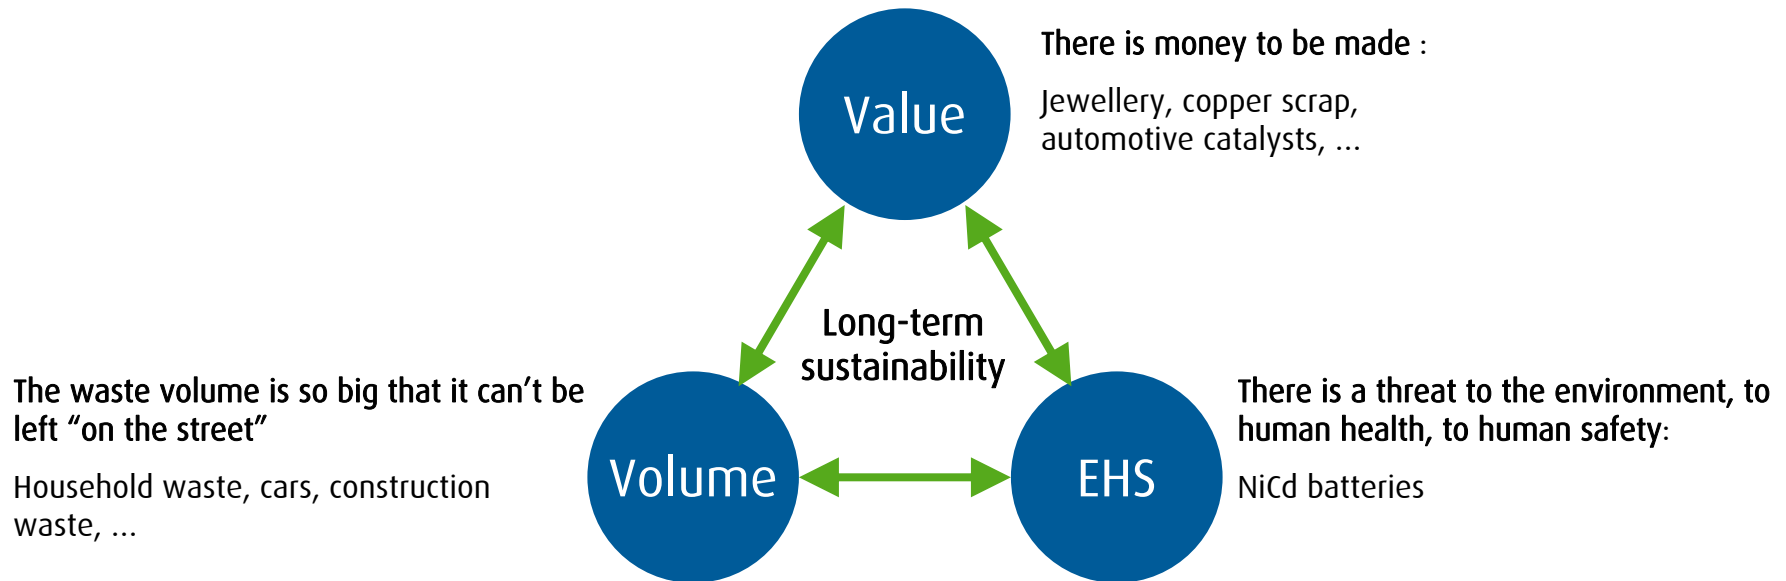 There is money to be made :
Value
Jewellery, copper scrap,
automotive catalysts, ...
Long-term
sustainability
The waste volume is so big that it can’t be
left “on the street”
Household waste, cars, construction
waste, ...
Volume
There is a threat to the environment, to
human health, to human safety:
EHS
NiCd batteries